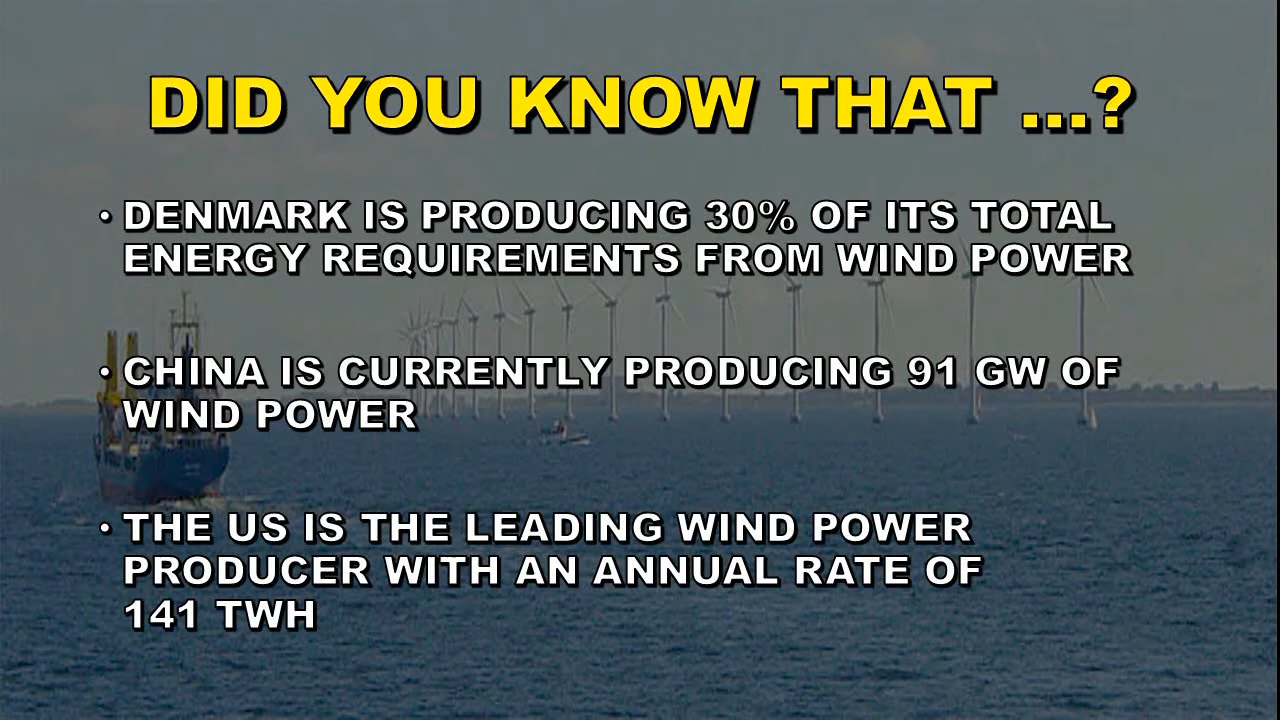 DID YOU KNOW THAT ...?
• DENMARK IS PRODUCING 30% OF ITS TOTAL
ENERGY REQUIREMENTS FROM WIND POWER
• CHINA IS CURRENTLY PRODUCING 91 GW OF
WIND POWER
• THE US IS THE LEADING WIND POWER
PRODUCER WITH AN ANNUAL RATE OF
141 TWH